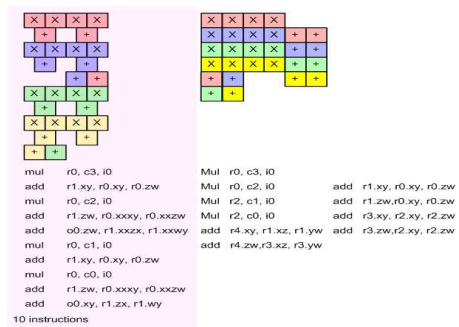 × × × ×
+ +
× × × ×
+ +
+ +
× × × ×
+ +
× × × ×
+ +
+ +
× × × ×
× × × × + +
× × × × + +
× × × × + +
+ + + +
+ +
mul r0, c3, i0
add r1.xy, r0.xy, r0.zw
mul r0, c2, i0
add r1.zw, r0.xxxy, r0.xxzw
add o0.zw, r1.xxzx, r1.xxwy
mul r0, c1, i0
add r1.xy, r0.xy, r0.zw
mul r0, c0, i0
add r1.zw, r0.xxxy, r0.xxzw
add o0.xy, r1.zx, r1.wy
10 instructions
Mul r0, c3, i0
Mul r0, c2, i0 add r1.xy, r0.xy, r0.zw
Mul r2, c1, i0 add r1.zw,r0.xy, r0.zw
Mul r2, c0, i0 add r3.xy, r2.xy, r2.zw
add r4.xy, r1.xz, r1.yw add r3.zw,r2.xy, r2.zw
add r4.zw,r3.xz, r3.yw